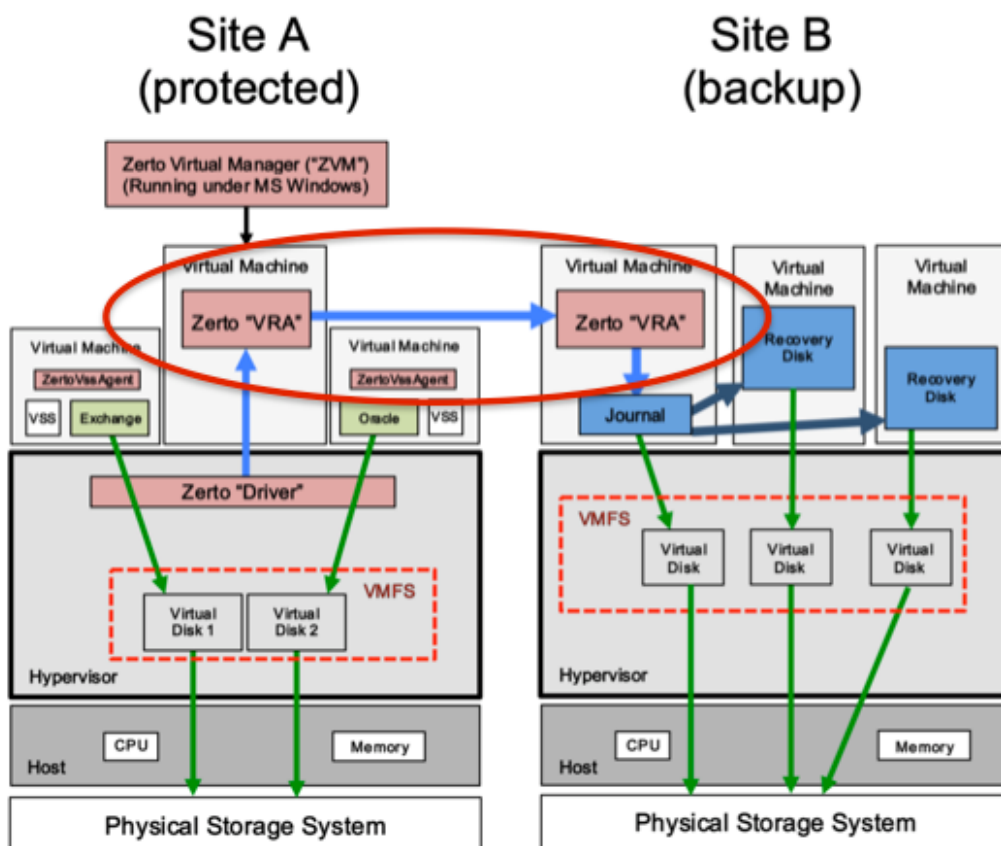 Site A
(protected)
Site B
(backup)
Zerto Virtual Manager ("ZVM")
(Running under MS Windows)
Virtual Machine
Zerto "VRA"
Virtual Machine
ZertoVssAgent
VSS
Exchange
Virtual Machine
ZertoVssAgent
Oracle
VSS
Zerto "Driver"
VMFS
Virtual
Disk 1
Virtual
Disk 2
Hypervisor
CPU
Memory
Host
Physical Storage System
Virtual Machine
Zerto "VRA"
Journal
Virtual
Machine
Recovery
Disk
Virtual
Machine
Recovery
Disk
VMFS
Virtual
Disk
Virtual
Disk
Virtual
Disk
Hypervisor
CPU
Memory
Host
Physical Storage System